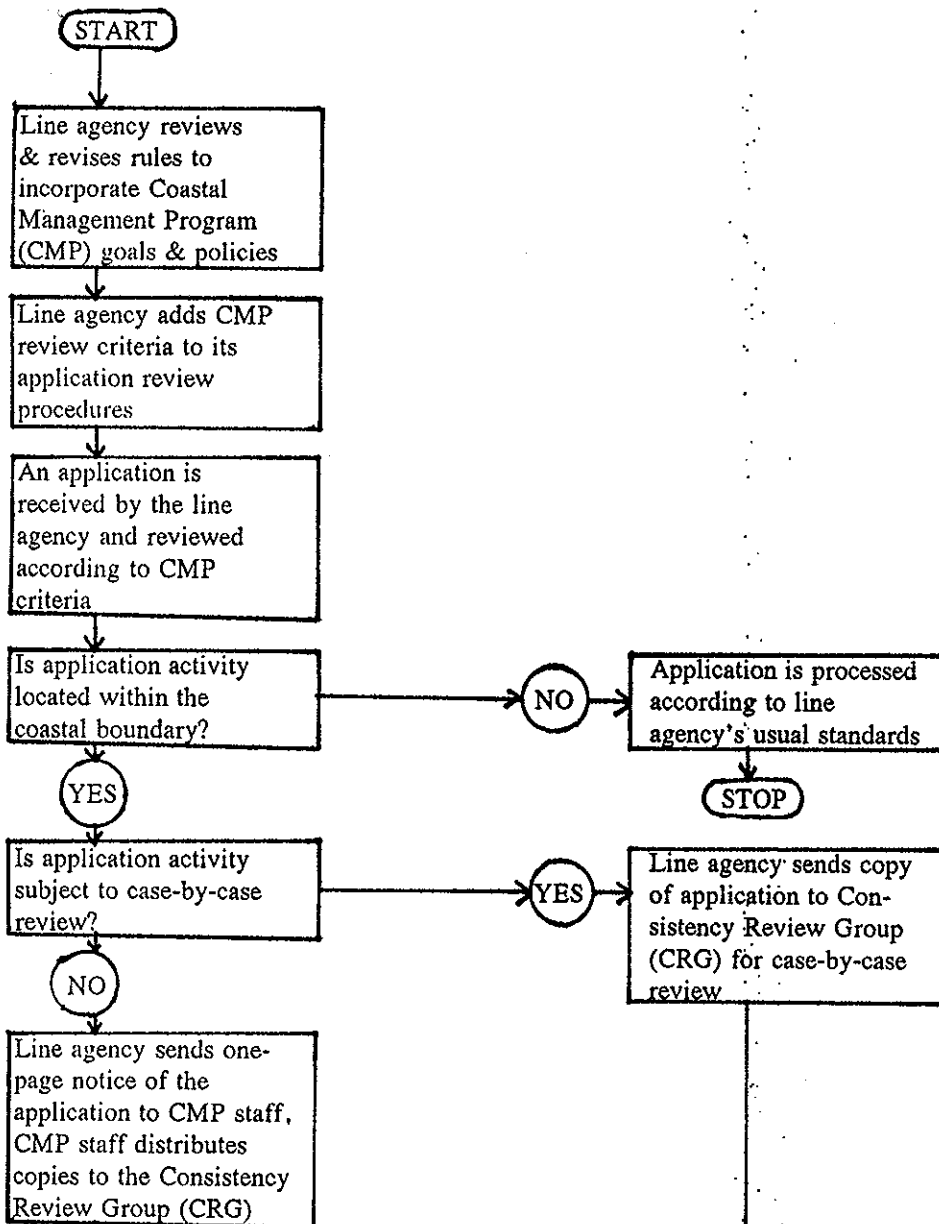 START
Line agency reviews
& revises rules to
incorporate Coastal
Management Program
(CMP) goals & policies
Line agency adds CMP
review criteria to its
application review
procedures
An application is
received by the line
agency and reviewed
according to CMP
criteria
Is application activity
located within the
coastal boundary?
NO
Application is processed
according to line
agency's usual standards
STOP
YES
Is application activity
subject to case-by-case
review?
YES
Line agency sends copy
of application to Con-
sistency Review Group
(CRG) for case-by-case
review
NO
Line agency sends one-
page notice of the
application to CMP staff,
CMP staff distributes
copies to the Consistency
Review Group (CRG)